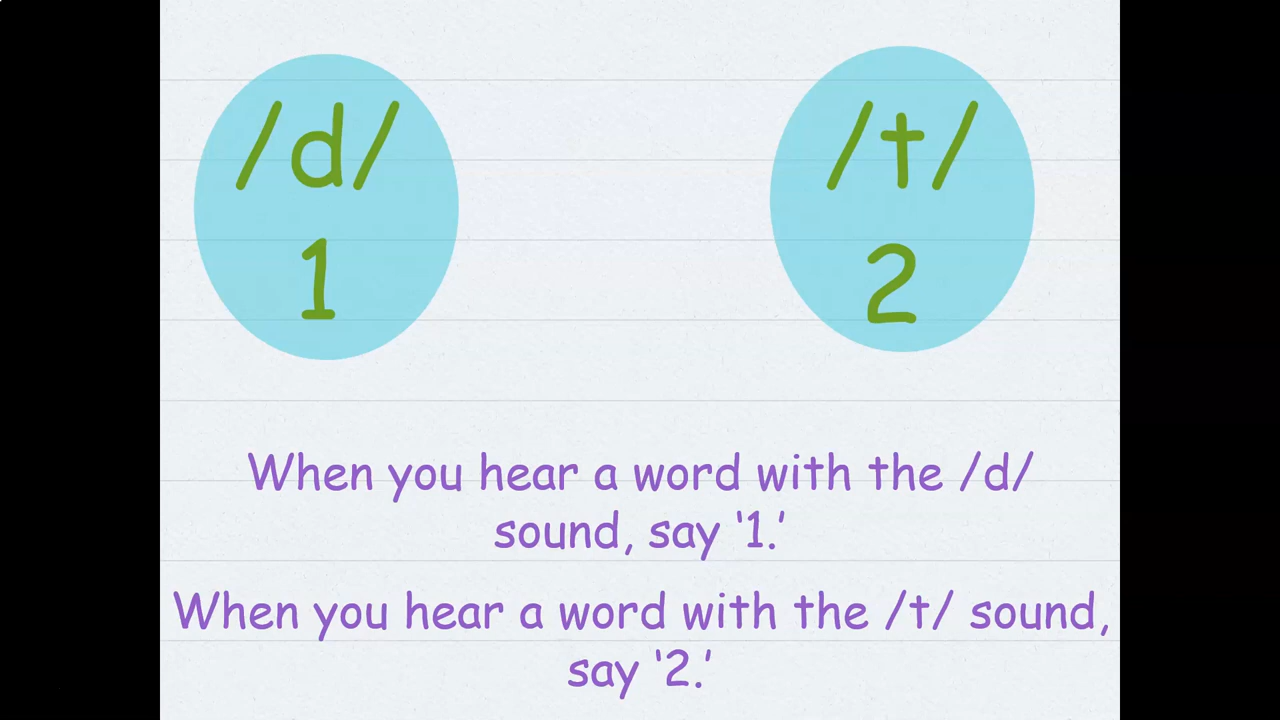 /d/
1
/t/
2
When you hear a word with the /d/
sound, say ‘1.’
When you hear a word with the /t/ sound,
say ‘2.’